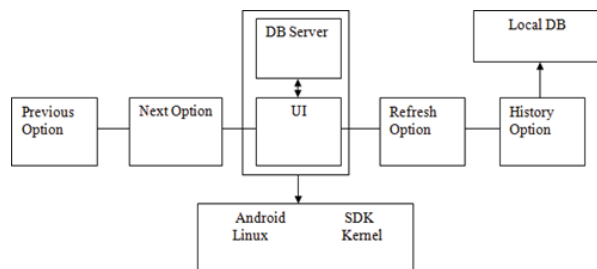 DB Server
Local DB
Previous
Option
Next Option
UI
Refresh
Option
History
Option
Android SDK
Linux Kernel